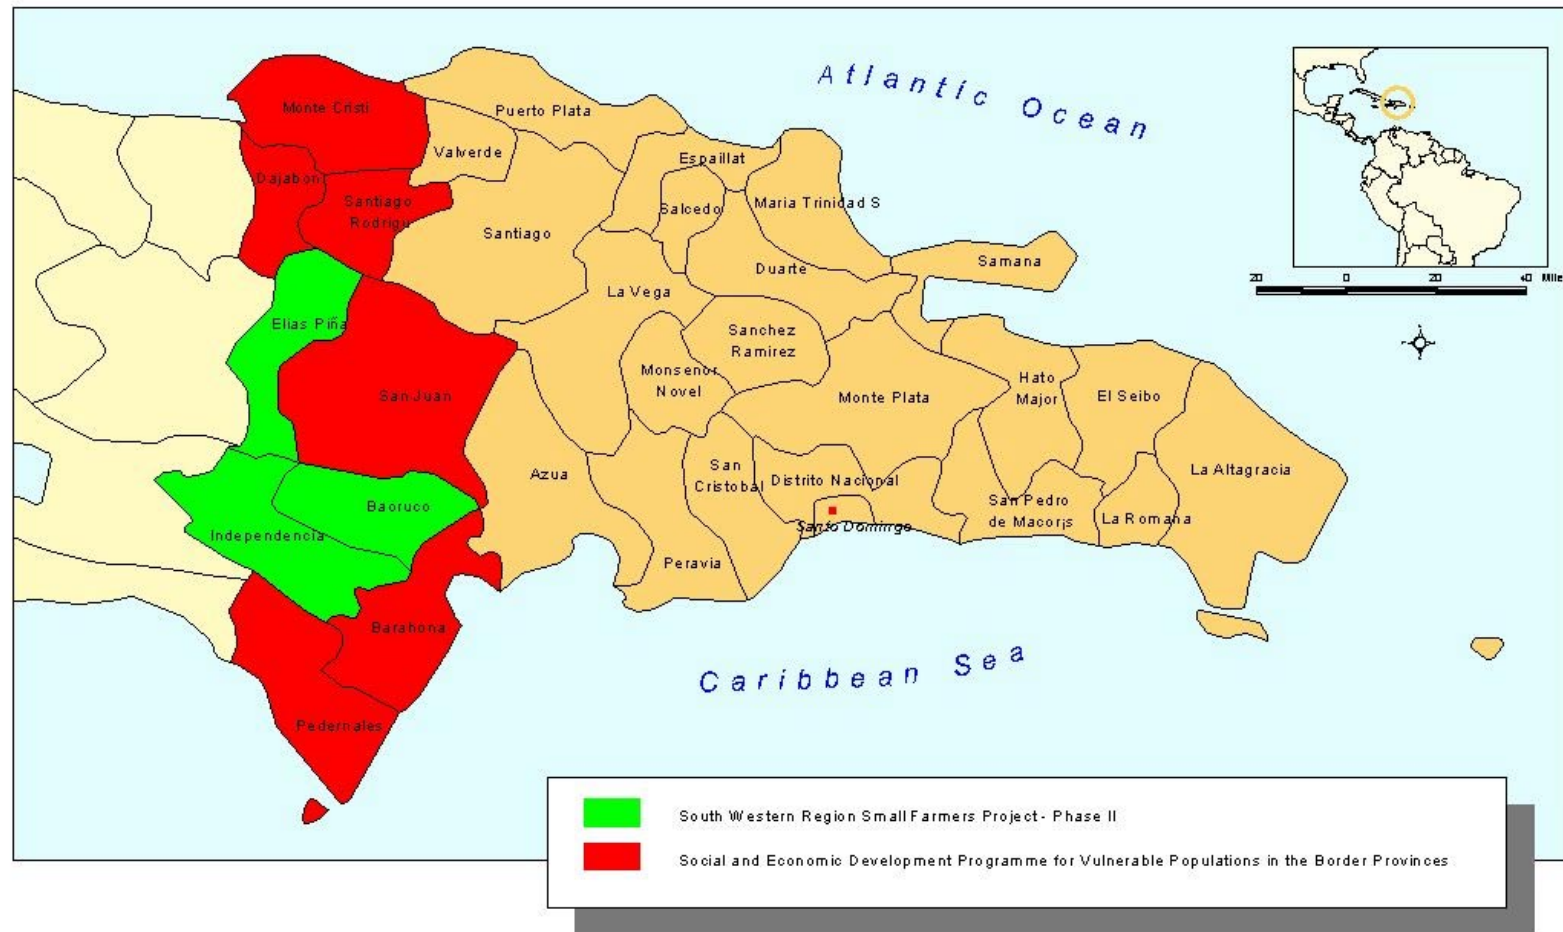 Atlantic Ocean
Monte Cristi
Puerto Plata
Valverde
Espaillat
Dajabon
Santiago
Rodrigu
Salcedo
Maria Trinidad S
Santiago
Duarte
Samana
La Vega
20 0 20 40 Mile
Elias Piña
Sanchez
Ramirez
Monsenor
Novel
Hato
Major
San Juan
Monte Plata
El Seibo
Azua
San
Cristobal
Distrito Nacional
La Altagracia
Baoruco
San Pedro
de Macorjs
La Romana
Independencia
Santo Domingo
Peravia
Barahona
Caribbean Sea
Pedernales
South Western Region Small Farmers Project - Phase II
Social and Economic Development Programme for Vulnerable Populations in the Border Provinces